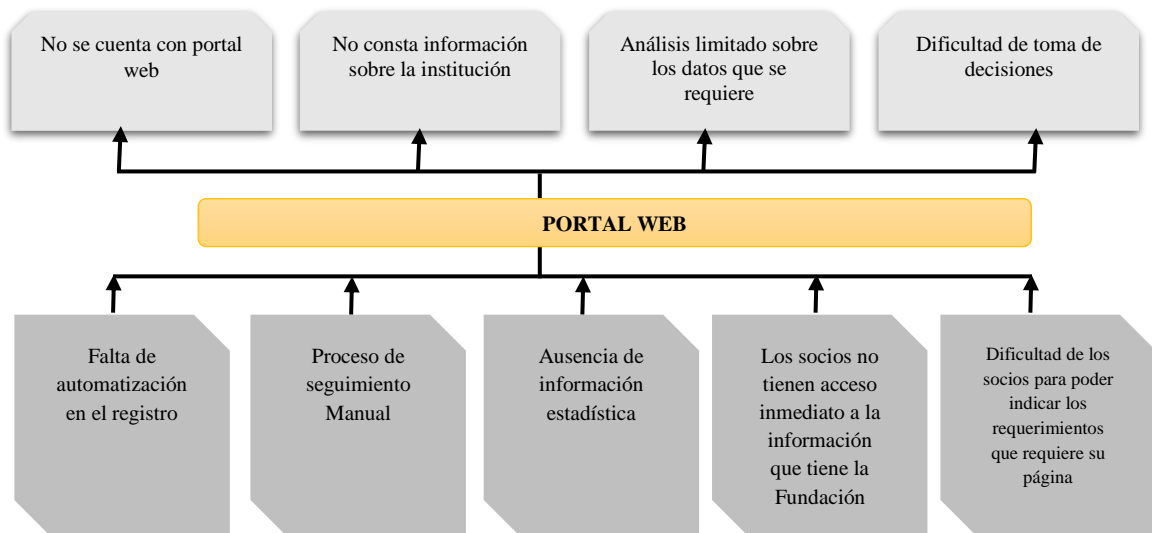 No se cuenta con portal
web
No consta información
sobre la institución
Análisis limitado sobre
los datos que se
requiere
Dificultad de toma de
decisiones
PORTAL WEB
Falta de
automatización
en el registro
Proceso de
seguimiento
Manual
Ausencia de
información
estadística
Los socios no
tienen acceso
inmediato a la
información
que tiene la
Fundación
Dificultad de los
socios para poder
indicar los
requerimientos
que requiere su
página